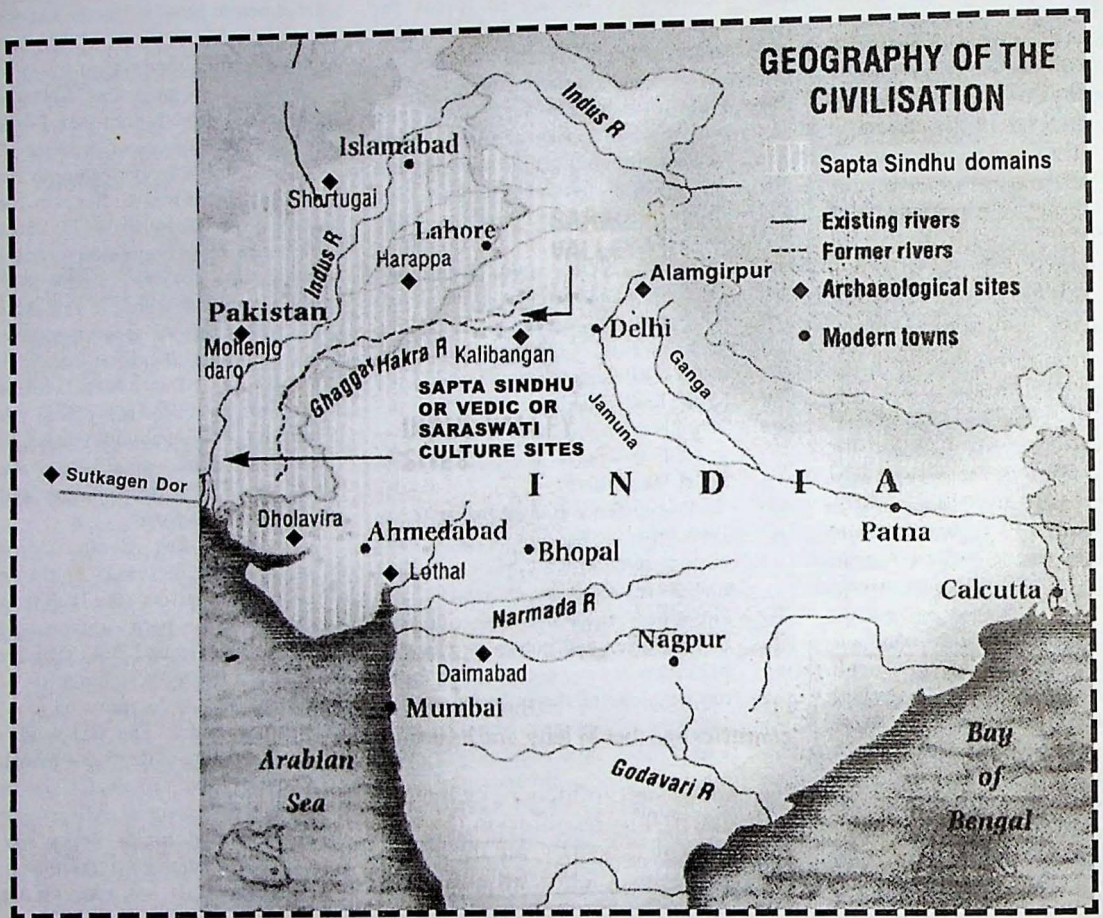 GEOGRAPHY OF THE
CIVILISATION
Sapta Sindhu domains
Existing rivers
Former rivers
Archaeological sites
Modern towns
Indus R
Islamabad
Shortugai
Lahore
Harappa
Indus R
Alamgirpur
Pakistan
Mohenjo
daro
Delhi
Ghaggar Hakra R
Kalibangan
Ganga
Jamuna
SAPTA SINDHU
OR VEDIC OR
SARASWATI
CULTURE SITES
Sutkagen Dor
I N D I A
Patna
Dholavira
Ahmedabad
Bhopal
Lothal
Calcutta
Narmada R
Nagpur
Daimabad
Mumbai
Godavari R
Arabian
Sea
Bay
of
Bengal